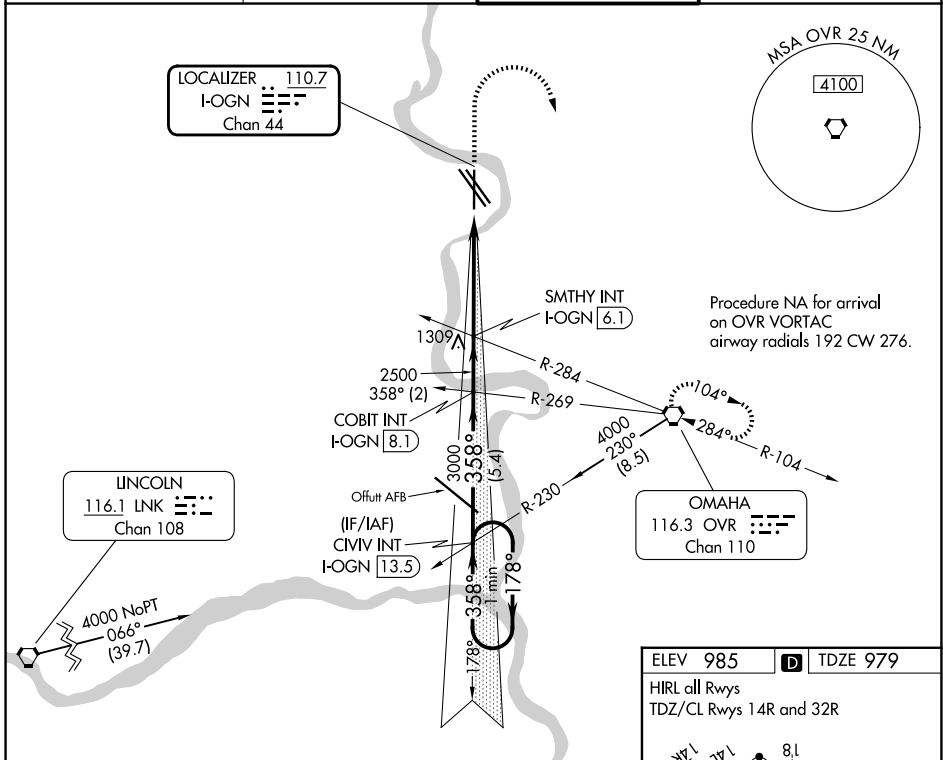 LOCALIZER 110.7
I-OGN
Chan 44
MSA OVR 25 NM
4100
SMTHY INT
I-OGN 6.1
Procedure NA for arrival
on OVR VORTAC
airway radials 192 CW 276.
1309
R-284
2500
358° (2)
R-269
104°
COBIT INT
I-OGN 8.1
4000
230°
(8.5)
284°
R-104
3000
358°
(5.4)
LINCOLN
116.1 LNK
Chan 108
Offutt AFB
R-230
OMAHA
116.3 OVR
Chan 110
(IF/IAF)
CIVIV INT
I-OGN 13.5
358°
1 min
178°
178°
4000 NoPT
066°
(39.7)
ELEV 985 D TDZE 979
HIRL all Rwys
TDZ/CL Rwys 14R and 32R
14R
14L
18